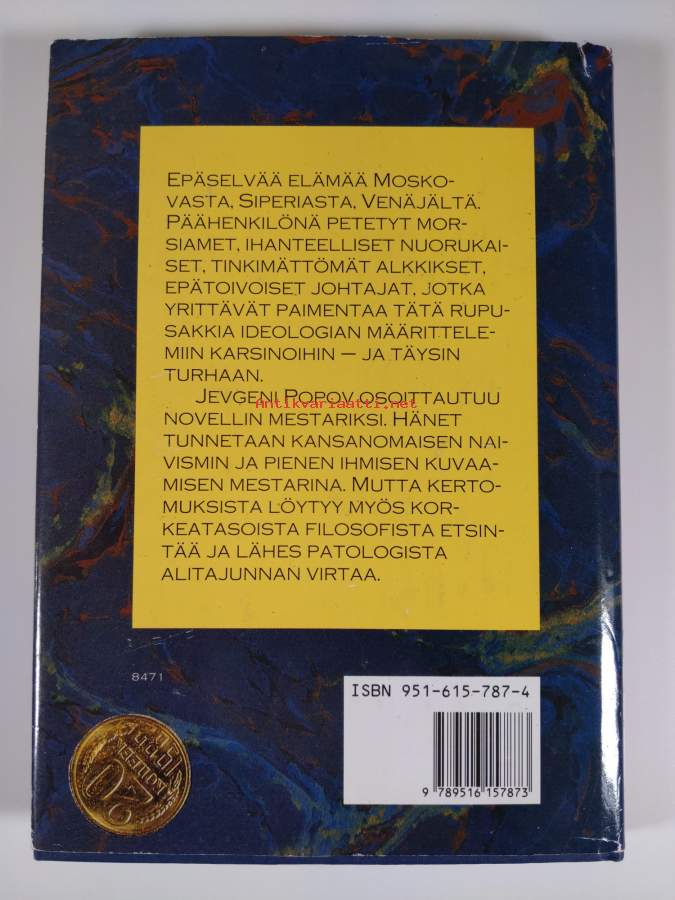 EPÄSELVÄÄ ELÄMÄÄ MOSKO-
VASTA, SIPERIASTA, VENÄJÄLTÄ.
PÄÄHENKILÖNÄ PETETYT MOR-
SIAMET, IHANTEELLISET NUORUKAI-
SET, TINKIMÄTTÖMÄT ALKKIKSET,
EPÄTOIVOISET JOHTAJAT, JOTKA
YRITTÄVÄT PAIMENTAA TÄTÄ RUPU-
SAKKIA IDEOLOGIAN MÄÄRITTELE-
MIIN KARSINOIHIN – JA TÄYSIN
TURHAAN.
JEVGENI POPOV OSOITTAUTUU
Antikvariaatti.net
NOVELLIN MESTARIKSI. HÄNET
TUNNETAAN KANSANOMAISEN NAI-
VISMIN JA PIENEN IHMISEN KUVAA-
MISEN MESTARINA. MUTTA KERTO-
MUKSISTA LÖYTYY MYÖS KOR-
KEATASOISTA FILOSOFISTA ETSIN-
TÄÄ JA LÄHES PATOLOGISTA
ALITAJUNNAN VIRTAA.
8471
ISBN 951-615-787-4
9 789516 157873
20